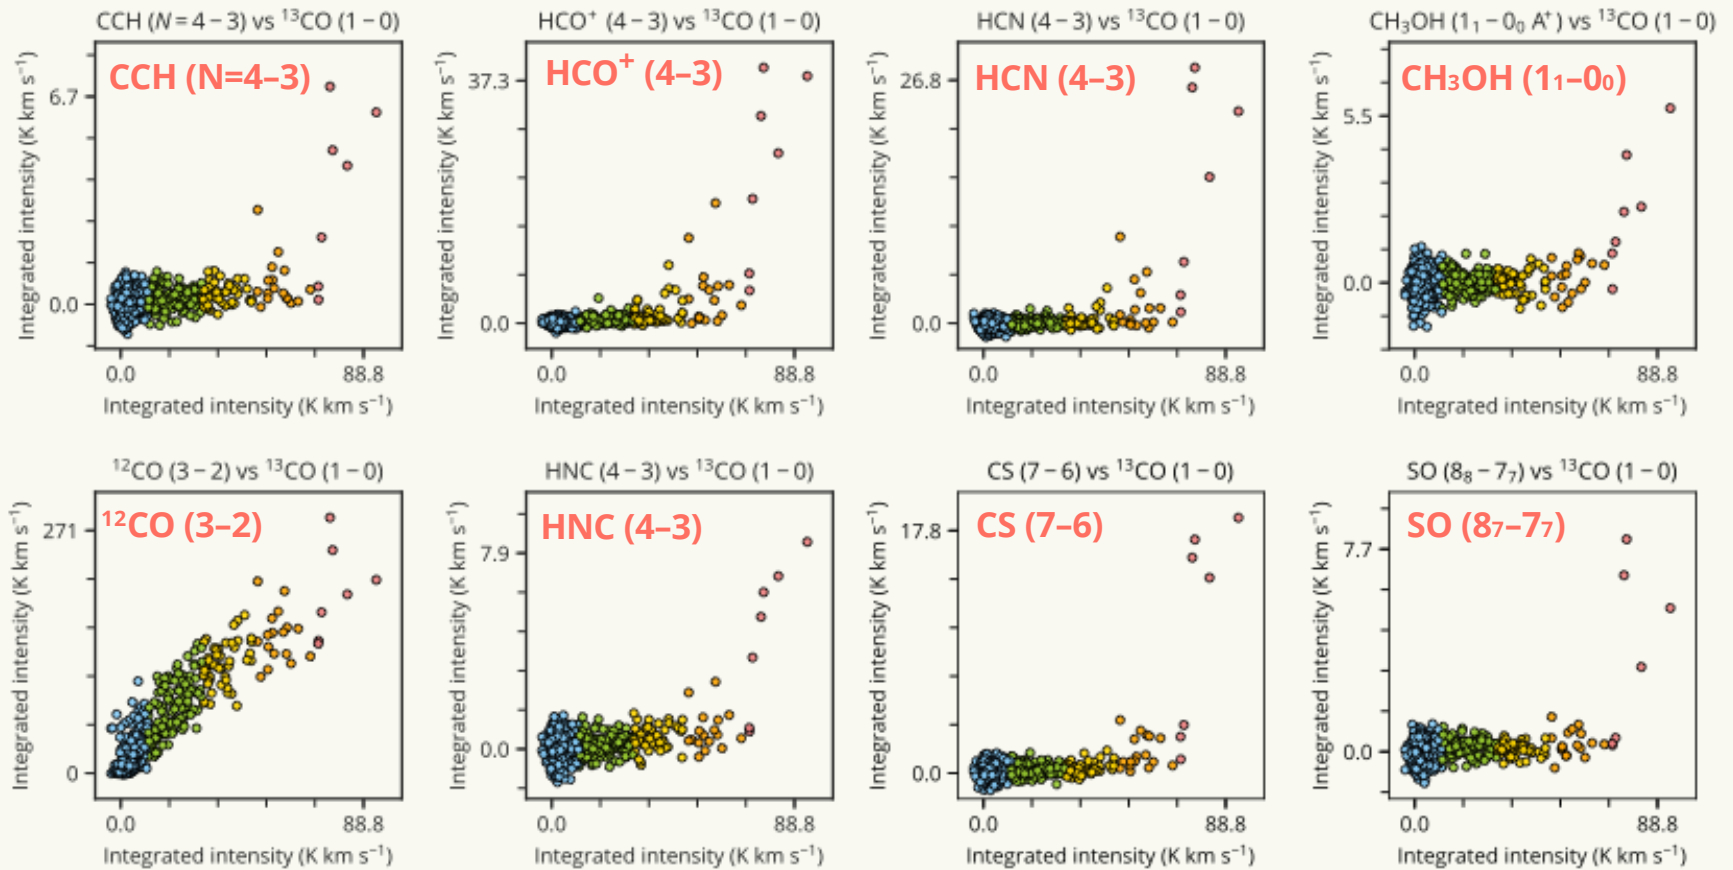 CCH (N = 4 − 3) vs ¹³CO (1 − 0)
CCH (N=4–3)
Integrated intensity (K km s⁻¹)
6.7
0.0
0.0
88.8
Integrated intensity (K km s⁻¹)
HCO⁺ (4 − 3) vs ¹³CO (1 − 0)
HCO⁺ (4–3)
Integrated intensity (K km s⁻¹)
37.3
0.0
0.0
88.8
Integrated intensity (K km s⁻¹)
HCN (4 − 3) vs ¹³CO (1 − 0)
HCN (4–3)
Integrated intensity (K km s⁻¹)
26.8
0.0
0.0
88.8
Integrated intensity (K km s⁻¹)
CH₃OH (1₁ − 0₀ A⁺) vs ¹³CO (1 − 0)
CH₃OH (1₁–0₀)
Integrated intensity (K km s⁻¹)
5.5
0.0
0.0
88.8
Integrated intensity (K km s⁻¹)
¹²CO (3 − 2) vs ¹³CO (1 − 0)
¹²CO (3–2)
Integrated intensity (K km s⁻¹)
271
0
0.0
88.8
Integrated intensity (K km s⁻¹)
HNC (4 − 3) vs ¹³CO (1 − 0)
HNC (4–3)
Integrated intensity (K km s⁻¹)
7.9
0.0
0.0
88.8
Integrated intensity (K km s⁻¹)
CS (7 − 6) vs ¹³CO (1 − 0)
CS (7–6)
Integrated intensity (K km s⁻¹)
17.8
0.0
0.0
88.8
Integrated intensity (K km s⁻¹)
SO (8₈ − 7₇) vs ¹³CO (1 − 0)
SO (8₇–7₇)
Integrated intensity (K km s⁻¹)
7.7
0.0
0.0
88.8
Integrated intensity (K km s⁻¹)